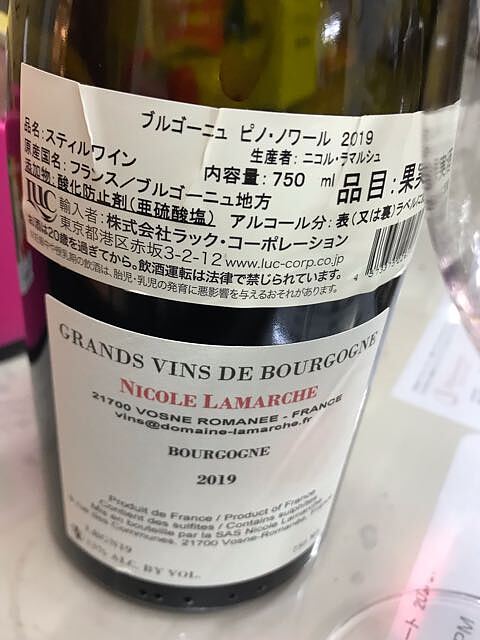 ブルゴーニュ ピノ・ノワール 2019
品名: スティルワイン
生産者: ニコル・ラマルシュ
原産国名: フランス/ブルゴーニュ地方
内容量: 750 ml
品目: 果実
添加物: 酸化防止剤(亜硫酸塩)
アルコール分: 表(又は裏)ラベルに
LUC
輸入者: 株式会社ラック・コーポレーション
東京都港区赤坂3-2-12 www.luc-corp.co.jp
お酒は20歳を過ぎてから。飲酒運転は法律で禁じられています。
妊娠中や授乳期の飲酒は、胎児・乳児の発育に悪影響を与えるおそれがあります。
GRANDS VINS DE BOURGOGNE
NICOLE LAMARCHE
21700 VOSNE ROMANEE - FRANCE
vins@domaine-lamarche.fr
BOURGOGNE
2019
Produit de France / Product of France
Contient des sulfites / Contains sulphites
Mis en bouteille par la SAS Nicole Lamarche
Rue des Communes, 21700 Vosne-Romanée,
LBGN19
ALC. BY VOL.